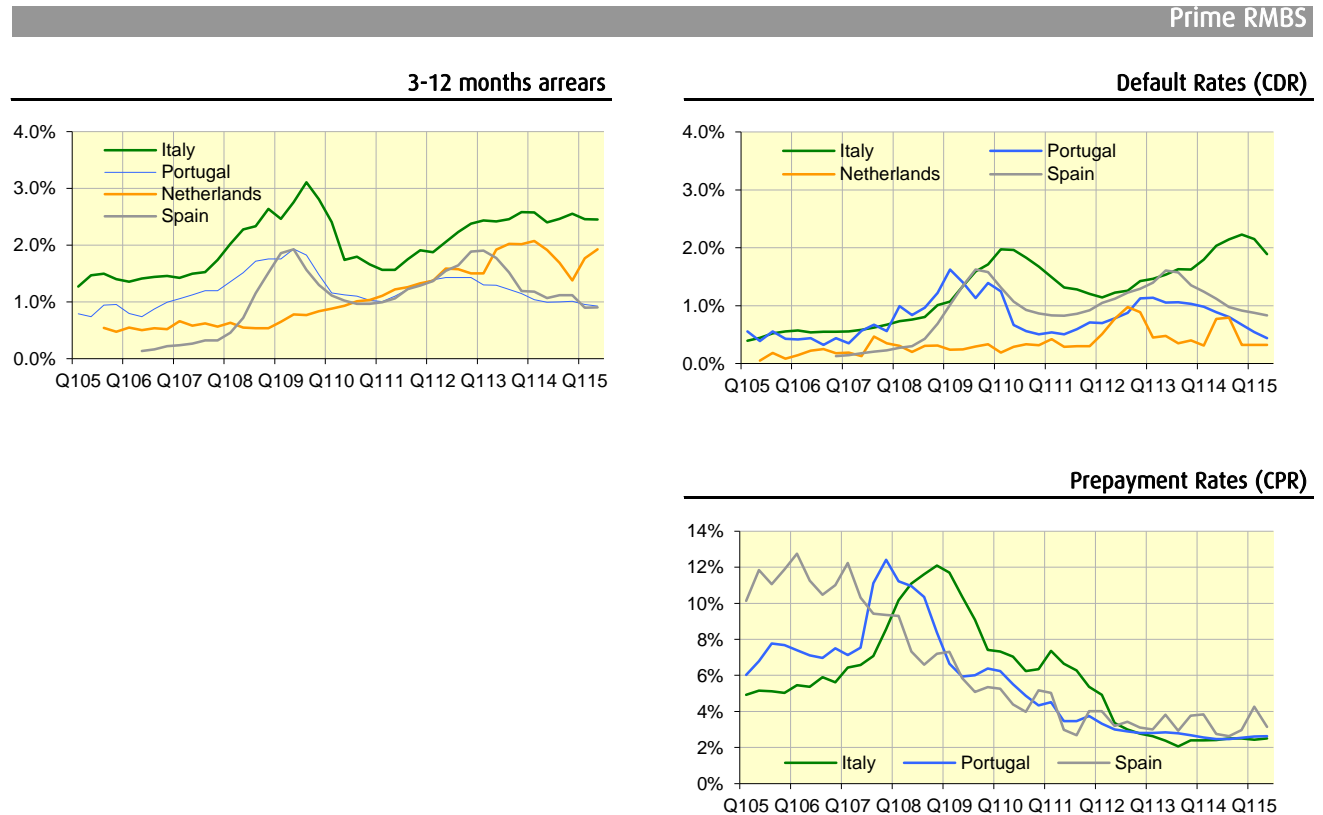 Prime RMBS
3-12 months arrears
4.0%
3.0%
2.0%
1.0%
0.0%
Italy
Portugal
Netherlands
Spain
Q105 Q106 Q107 Q108 Q109 Q110 Q111 Q112 Q113 Q114 Q115
Default Rates (CDR)
4.0%
3.0%
2.0%
1.0%
0.0%
Italy Portugal
Netherlands Spain
Q105 Q106 Q107 Q108 Q109 Q110 Q111 Q112 Q113 Q114 Q115
Prepayment Rates (CPR)
14%
12%
10%
8%
6%
4%
2%
0%
Italy Portugal Spain
Q105 Q106 Q107 Q108 Q109 Q110 Q111 Q112 Q113 Q114 Q115